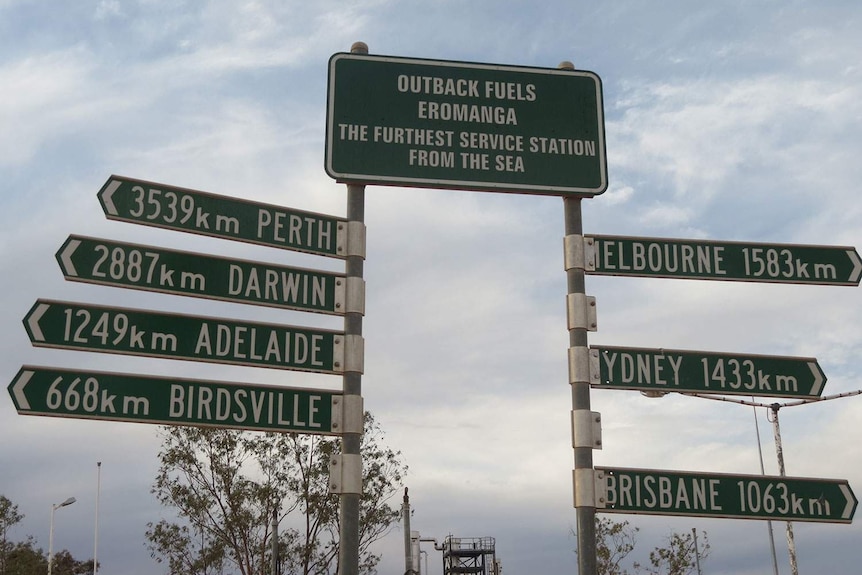 OUTBACK FUELS
EROMANGA
THE FURTHEST SERVICE STATION
FROM THE SEA
3539km PERTH
2887km DARWIN
1249km ADELAIDE
668km BIRDSVILLE
MELBOURNE 1583km
YDNEY 1433km
BRISBANE 1063km